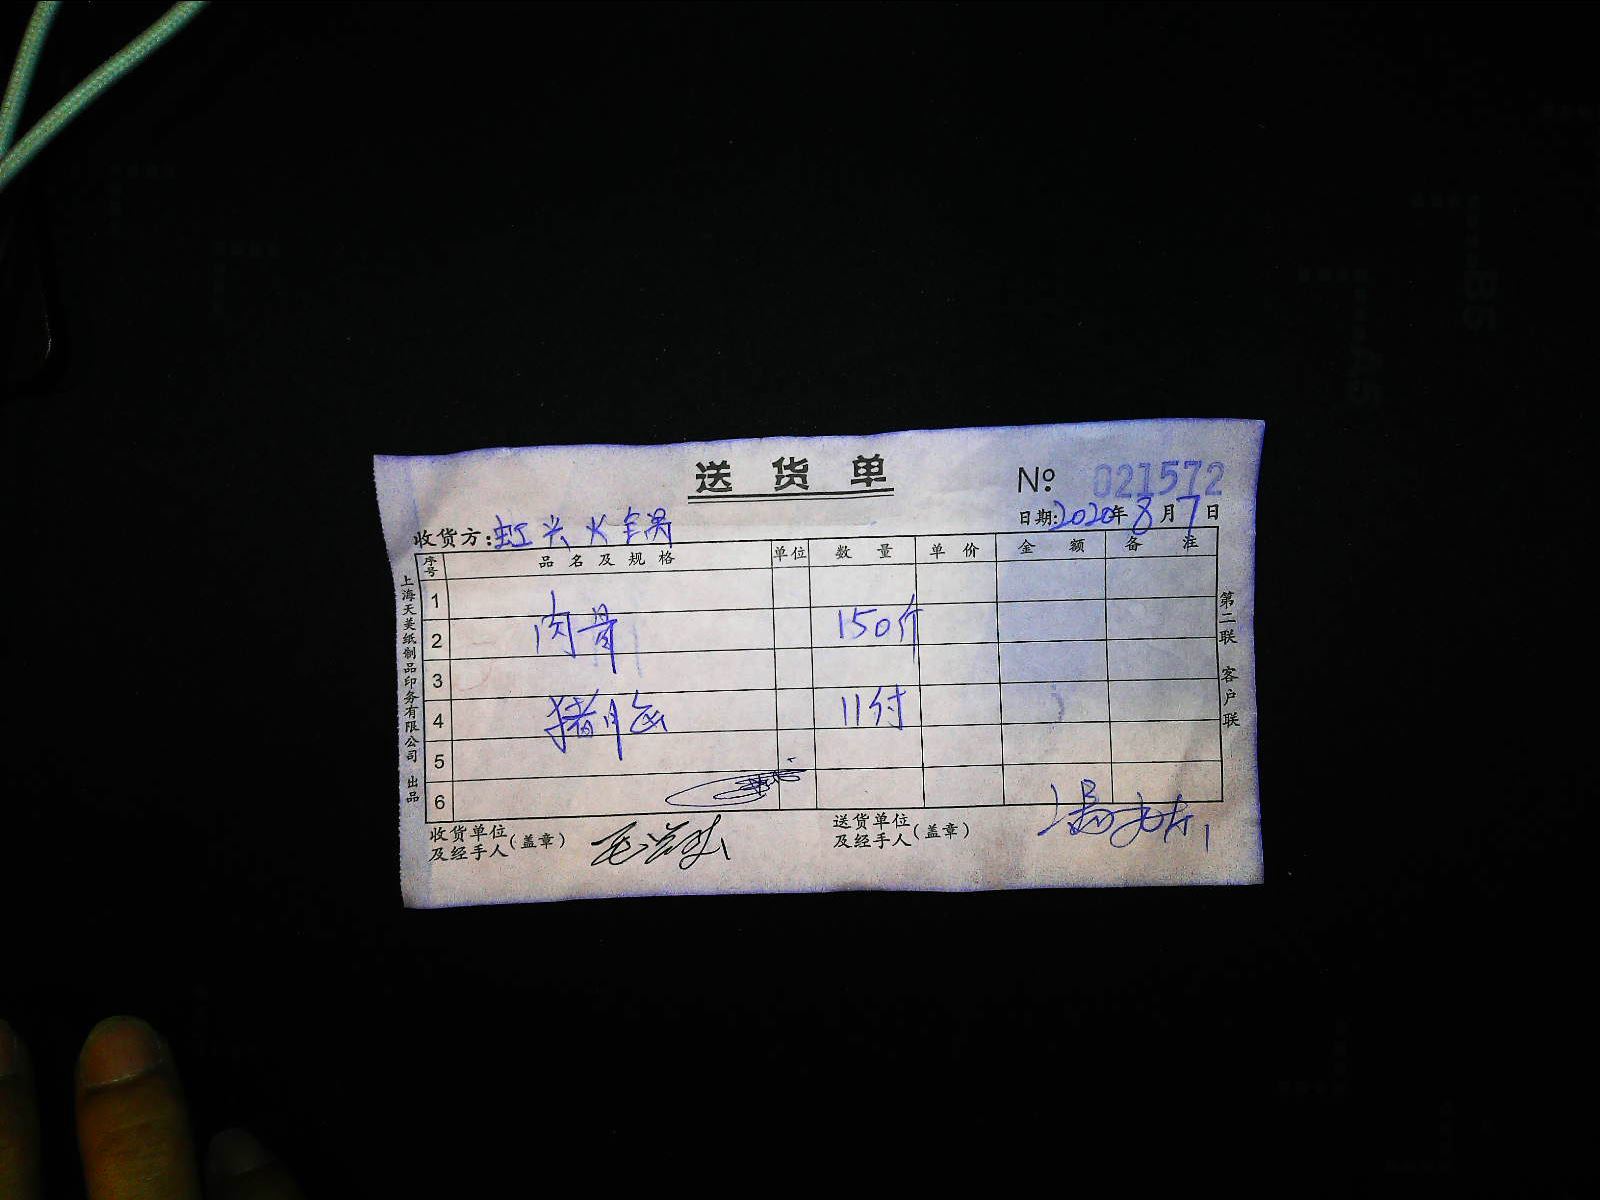 送货单
№ 021572
日期:2020年8月7日
收货方:虹兴火锅
序号 品名及规格 单位 数量 单价 金额 备注
1
2 肉骨 150斤
3
4 猪脑 11付
5
6
收货单位及经手人(盖章)
送货单位及经手人(盖章)
上海天美纸制品印务有限公司 出品
第二联 客户联
B5
A5